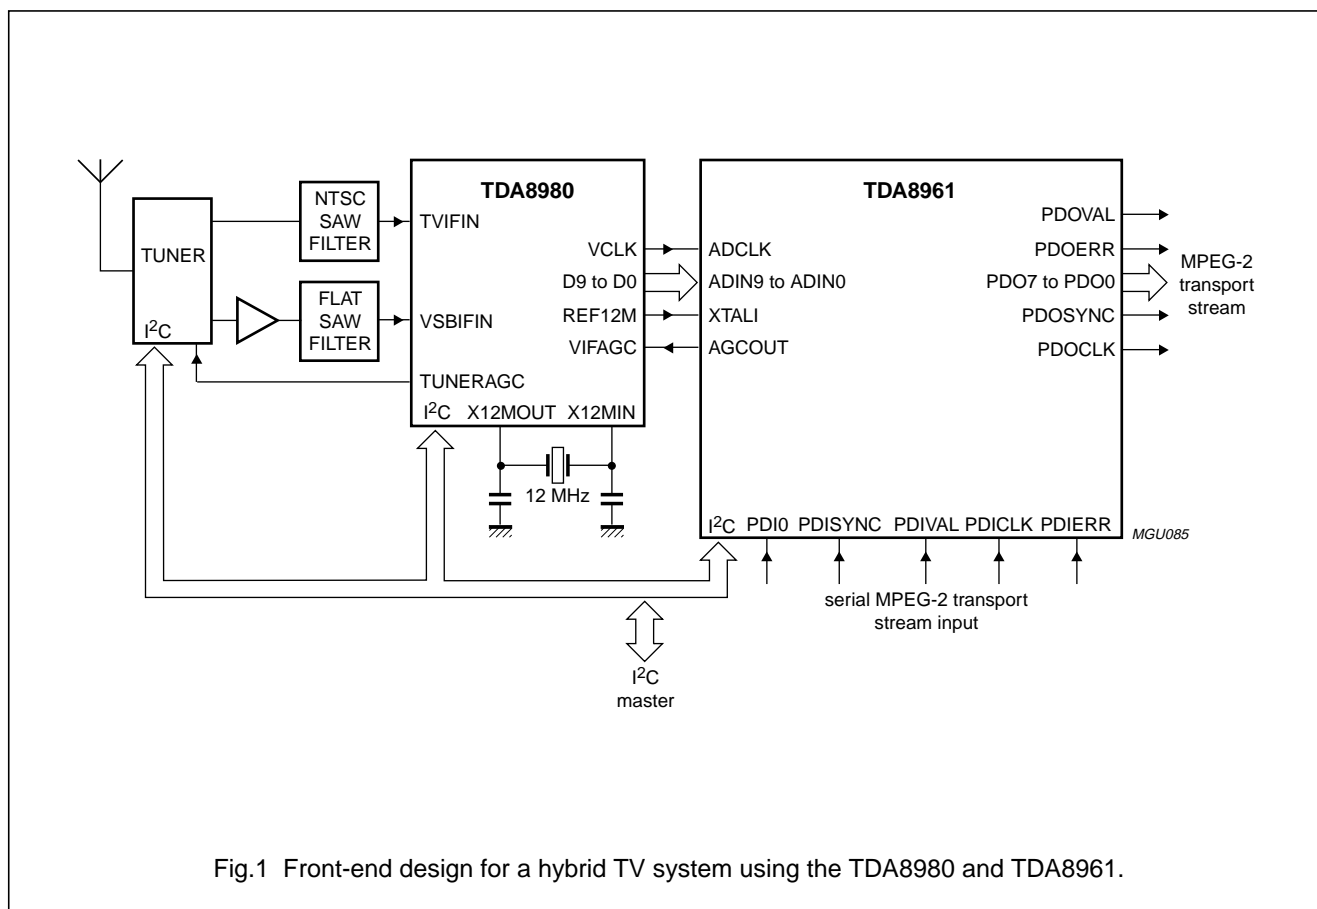 TDA8980
TDA8961
NTSC
SAW
FILTER
TVIFIN
TUNER
I2C
FLAT
SAW
FILTER
VSBIFIN
TUNERAGC
I2C
X12MOUT
X12MIN
12 MHz
VCLK
D9 to D0
REF12M
VIFAGC
ADCLK
ADIN9 to ADIN0
XTALI
AGCOUT
PDOVAL
PDOERR
PDO7 to PDO0
PDOSYNC
PDOCLK
MPEG-2
transport
stream
I2C
PDI0
PDISYNC
PDIVAL
PDICLK
PDIERR
MGU085
serial MPEG-2 transport
stream input
I2C
master
Fig.1 Front-end design for a hybrid TV system using the TDA8980 and TDA8961.